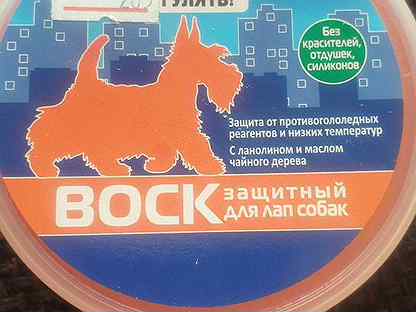 ГУЛЯТЬ!
Без
красителей,
отдушек,
силиконов
Защита от противогололедных
реагентов и низких температур
С ланолином и маслом
чайного дерева
ВОСК защитный
для лап собак